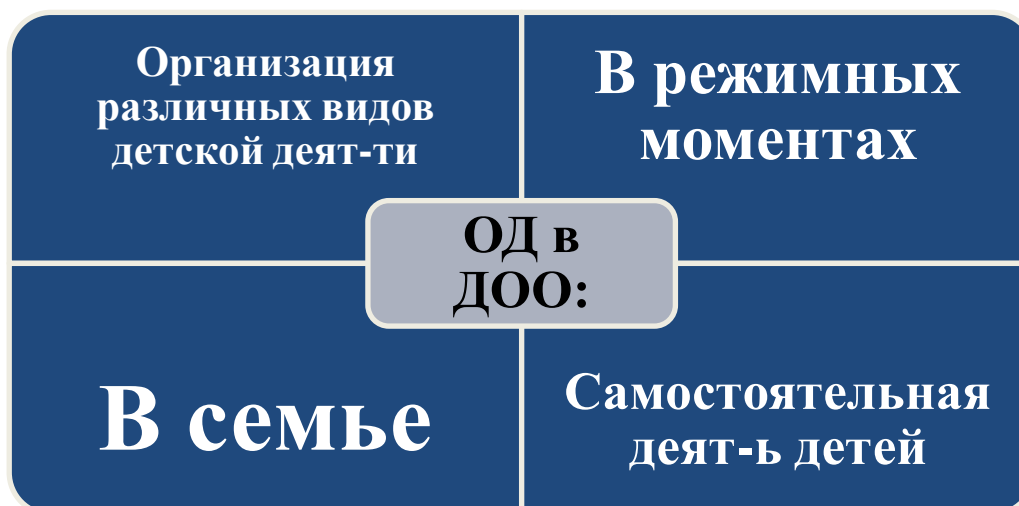 Организация
различных видов
детской деят-ти
В режимных
моментах
ОД в
ДОО:
В семье
Самостоятельная
деят-ь детей